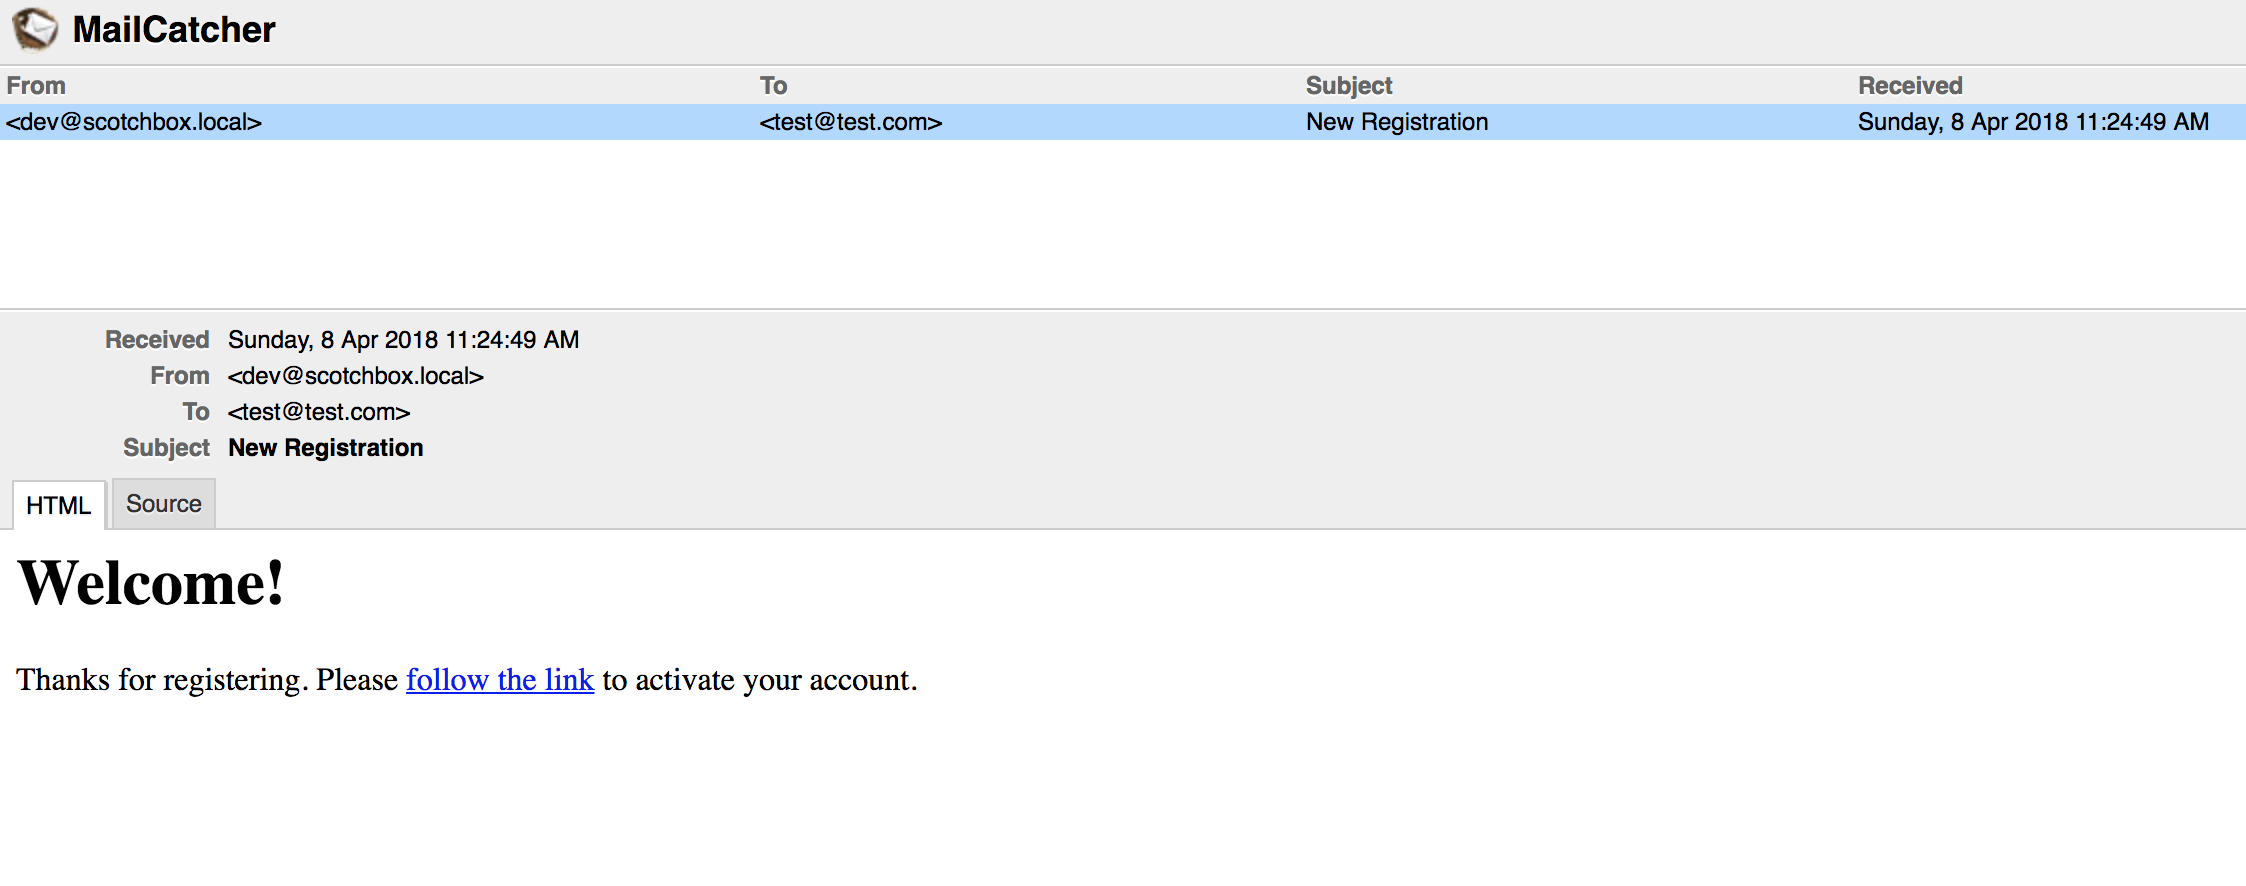 MailCatcher
From To Subject Received
<dev@scotchbox.local> <test@test.com> New Registration Sunday, 8 Apr 2018 11:24:49 AM
Received Sunday, 8 Apr 2018 11:24:49 AM
From <dev@scotchbox.local>
To <test@test.com>
Subject New Registration
HTML Source
Welcome!
Thanks for registering. Please follow the link to activate your account.